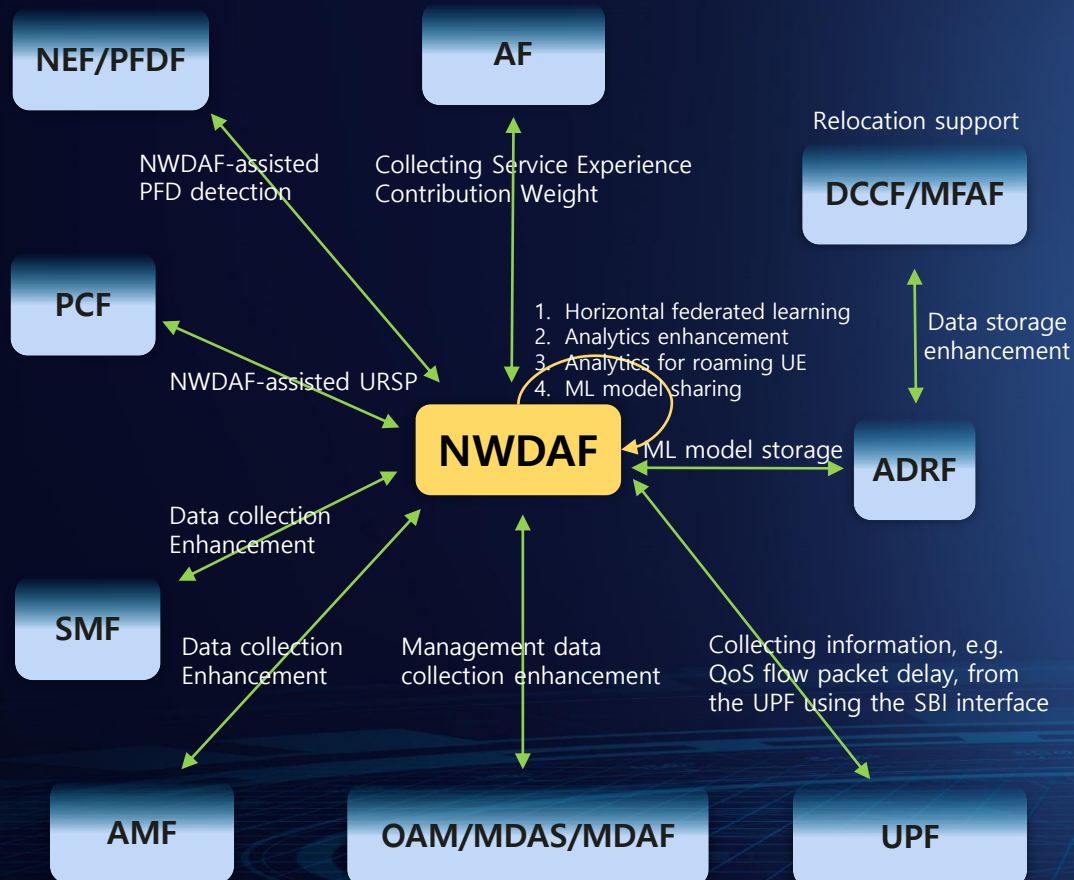 NEF/PFDF
AF
Relocation support
DCCF/MFAF
NWDAF-assisted
PFD detection
Collecting Service Experience
Contribution Weight
PCF
1. Horizontal federated learning
2. Analytics enhancement
3. Analytics for roaming UE
4. ML model sharing
Data storage
enhancement
NWDAF-assisted URSP
NWDAF
ML model storage
ADRF
Data collection
Enhancement
SMF
Data collection
Enhancement
Management data
collection enhancement
Collecting information, e.g.
QoS flow packet delay, from
the UPF using the SBI interface
AMF
OAM/MDAS/MDAF
UPF